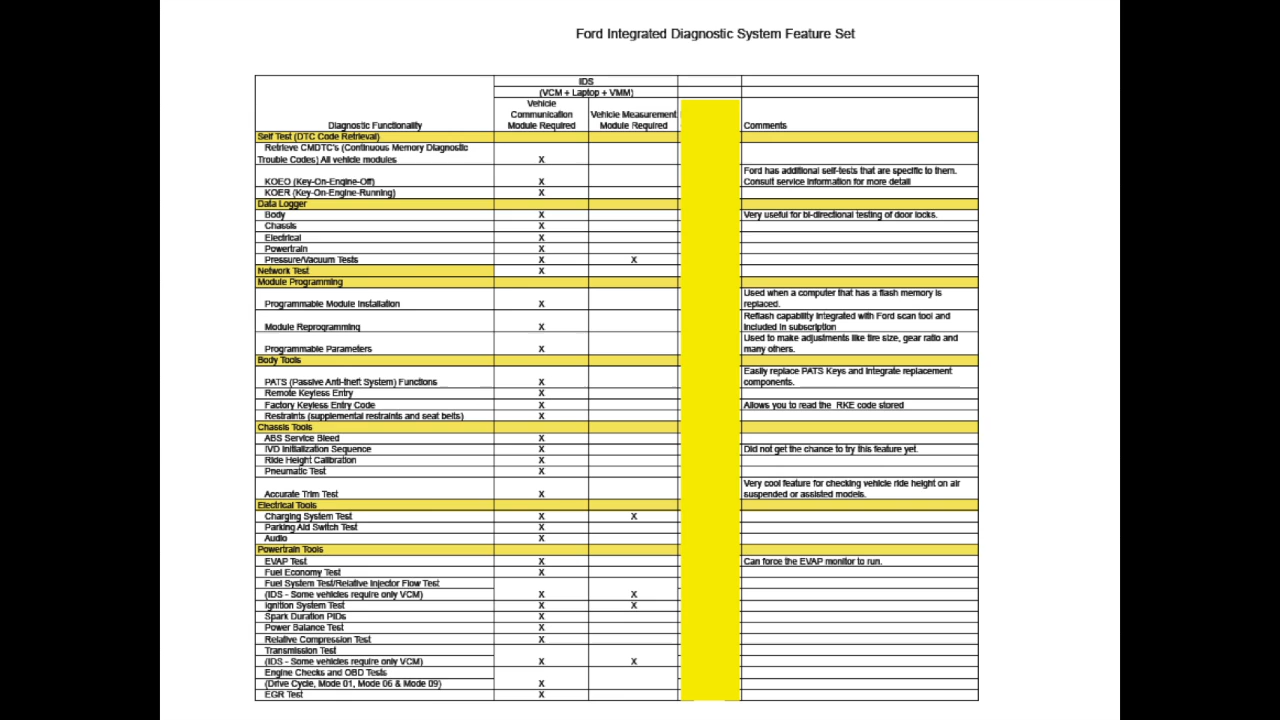 Ford Integrated Diagnostic System Feature Set
IDS
(VCM + Laptop + VMM)
Diagnostic Functionality
Vehicle
Communication
Module Required
Vehicle Measurement
Module Required
Comments
Self Test (DTC Code Retrieval)
Retrieve CMDTC's (Continuous Memory Diagnostic
Trouble Codes) All vehicle modules X
KOEO (Key-On-Engine-Off) X
Ford has additional self-tests that are specific to them.
Consult service information for more detail
KOER (Key-On-Engine-Running) X
Data Logger
Body X Very useful for bi-directional testing of door locks.
Chassis X
Electrical X
Powertrain X
Pressure/Vacuum Tests X X
Network Test X
Module Programming
Programmable Module Installation X
Used when a computer that has a flash memory is
replaced.
Module Reprogramming X
Reflash capability integrated with Ford scan tool and
included in subscription
Programmable Parameters X
Used to make adjustments like tire size, gear ratio and
many others.
Body Tools
PATS (Passive Anti-theft System) Functions X
Easily replace PATS Keys and integrate replacement
components.
Remote Keyless Entry X
Factory Keyless Entry Code X Allows you to read the RKE code stored
Restraints (supplemental restraints and seat belts) X
Chassis Tools
ABS Service Bleed X
IVD Initialization Sequence X Did not get the chance to try this feature yet.
Ride Height Calibration X
Pneumatic Test X
Accurate Trim Test X
Very cool feature for checking vehicle ride height on air
suspended or assisted models.
Electrical Tools
Charging System Test X X
Parking Aid Switch Test X
Audio X
Powertrain Tools
EVAP Test X Can force the EVAP monitor to run.
Fuel Economy Test X
Fuel System Test/Relative Injector Flow Test
(IDS - Some vehicles require only VCM) X X
Ignition System Test X X
Spark Duration PIDs X
Power Balance Test X
Relative Compression Test X
Transmission Test
(IDS - Some vehicles require only VCM) X X
Engine Checks and OBD Tests
(Drive Cycle, Mode 01, Mode 06 & Mode 09) X
EGR Test X